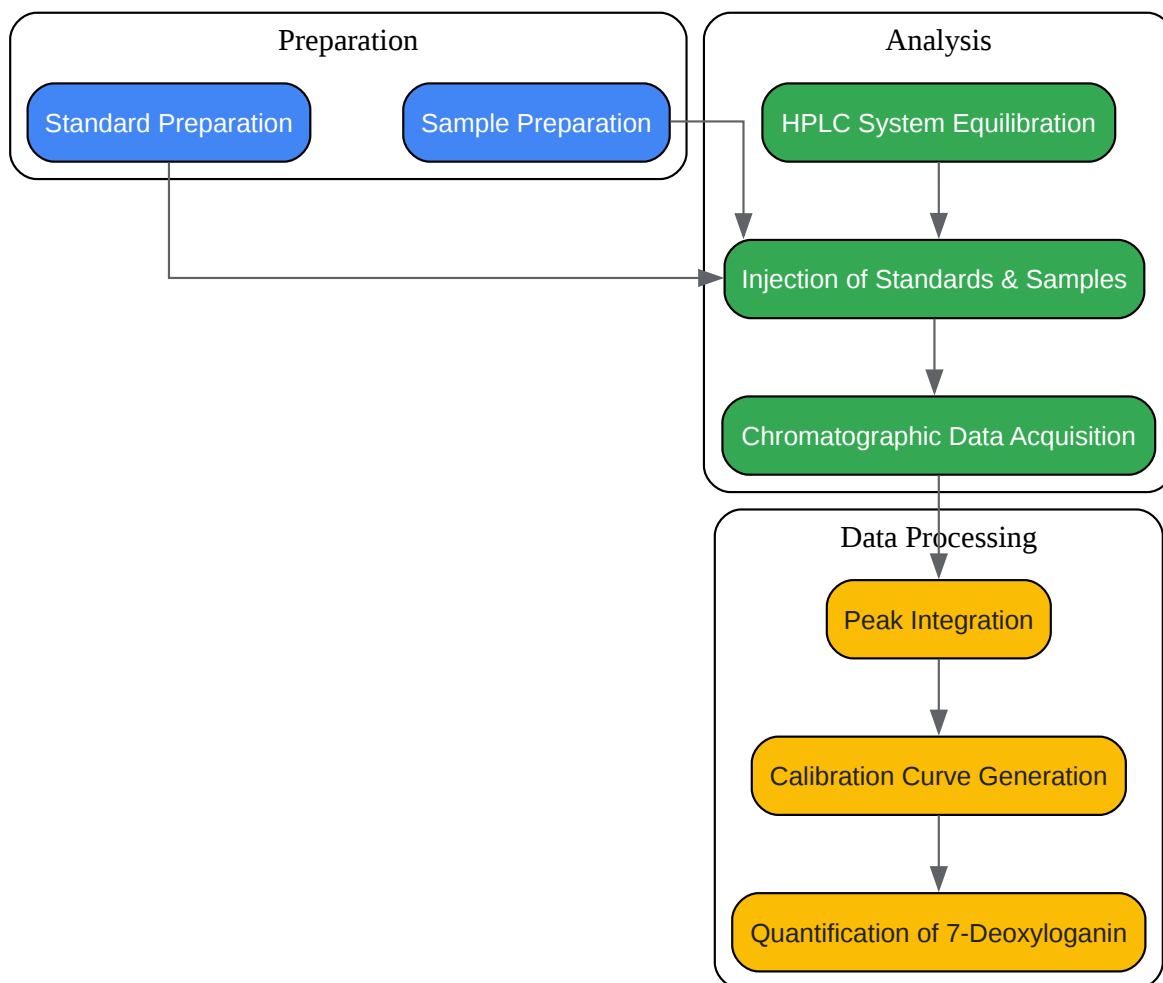 Preparation
Standard Preparation
Sample Preparation
Analysis
HPLC System Equilibration
Injection of Standards & Samples
Chromatographic Data Acquisition
Data Processing
Peak Integration
Calibration Curve Generation
Quantification of 7-Deoxyloganin